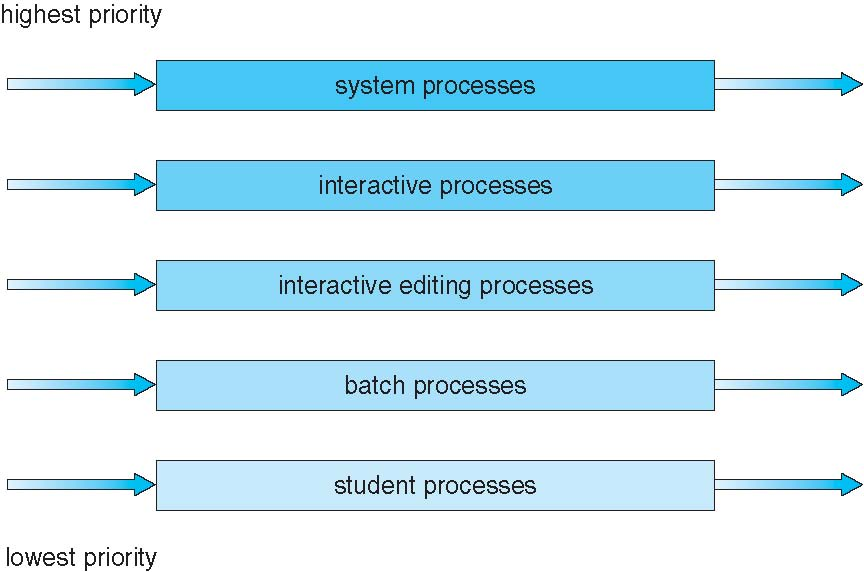 highest priority
system processes
interactive processes
interactive editing processes
batch processes
student processes
lowest priority